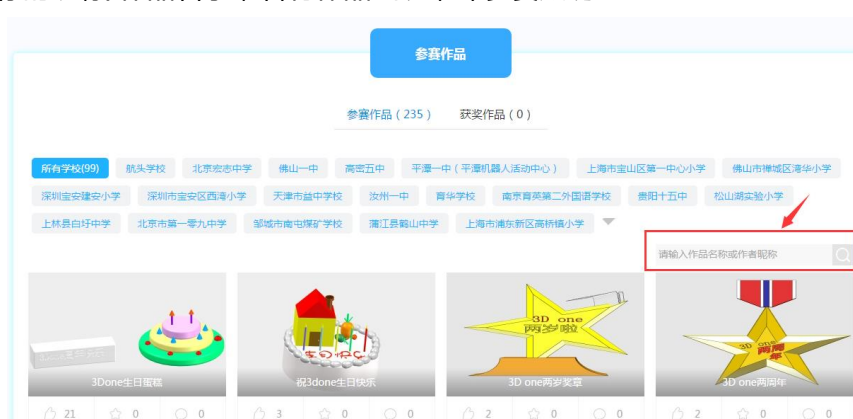 参赛作品
参赛作品（235） 获奖作品（0）
所有学校(99) 航头学校 北京宏志中学 佛山一中 高密五中 平潭一中（平潭机器人活动中心） 上海市宝山区第一中心小学 佛山市禅城区湾华小学
深圳宝安建安小学 深圳市宝安区西湾小学 天津市益中学校 汝州一中 育华学校 南京育英第二外国语学校 贵阳十五中 松山湖实验小学
上林县白圩中学 北京市第一零九中学 邹城市南屯煤矿学校 蒲江县鹤山中学 上海市浦东新区高桥镇小学
请输入作品名称或作者昵称
3D one
两岁啦
3D one
两周年
3Done生日蛋糕 祝3done生日快乐 3D one两岁奖章 3D one两周年
21 0 0 3 0 0 2 0 0 2 0 0